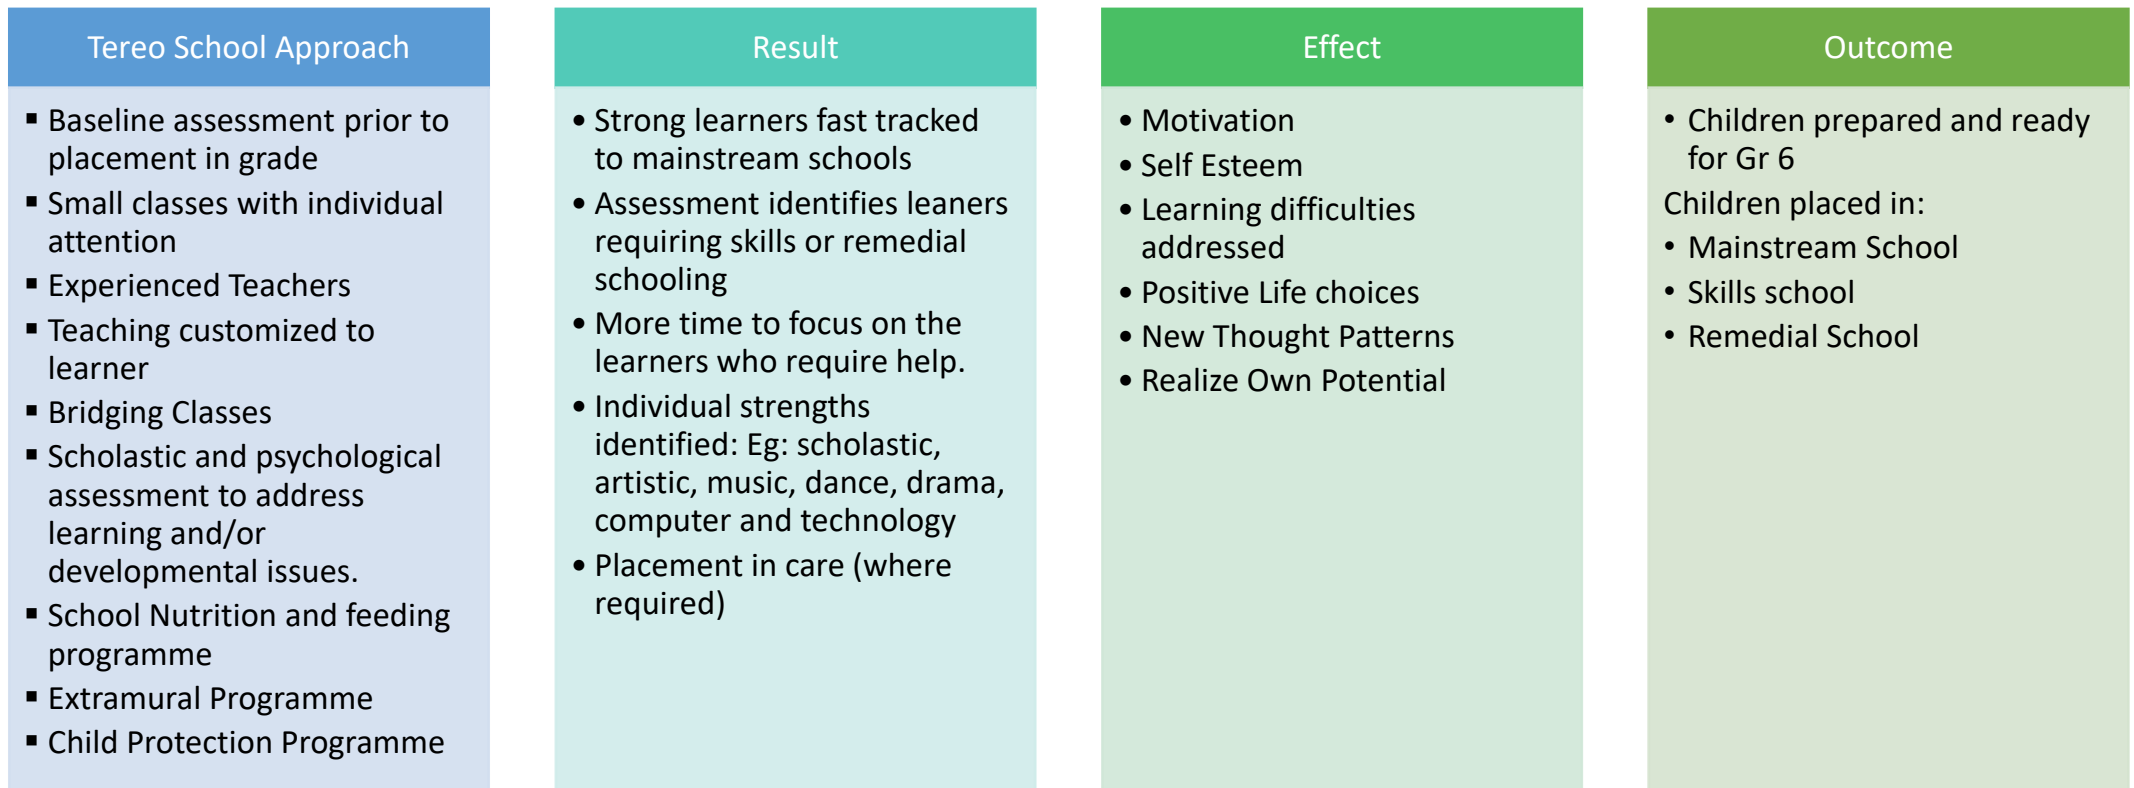 Tereo School Approach
▪ Baseline assessment prior to
placement in grade
▪ Small classes with individual
attention
▪ Experienced Teachers
▪ Teaching customized to
learner
▪ Bridging Classes
▪ Scholastic and psychological
assessment to address
learning and/or
developmental issues.
▪ School Nutrition and feeding
programme
▪ Extramural Programme
▪ Child Protection Programme
Result
• Strong learners fast tracked
to mainstream schools
• Assessment identifies leaners
requiring skills or remedial
schooling
• More time to focus on the
learners who require help.
• Individual strengths
identified: Eg: scholastic,
artistic, music, dance, drama,
computer and technology
• Placement in care (where
required)
Effect
• Motivation
• Self Esteem
• Learning difficulties
addressed
• Positive Life choices
• New Thought Patterns
• Realize Own Potential
Outcome
• Children prepared and ready
for Gr 6
Children placed in:
• Mainstream School
• Skills school
• Remedial School